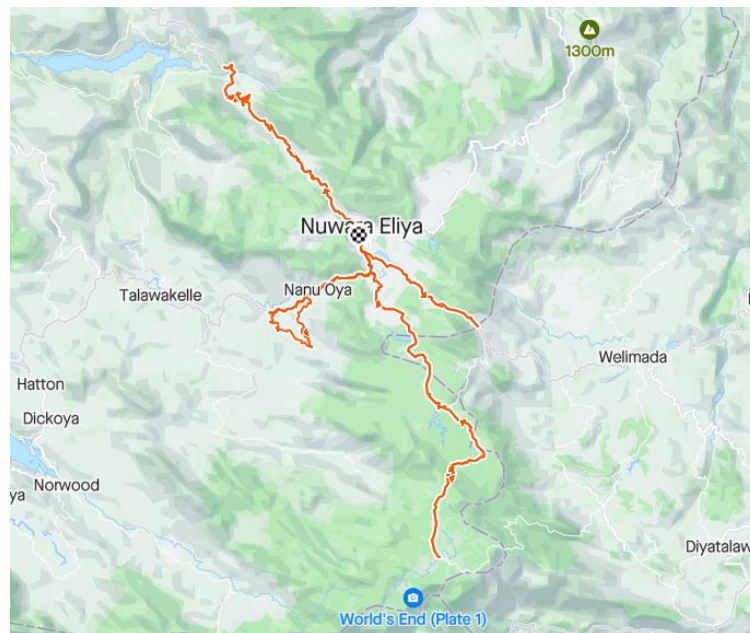 1300m
Nuwara Eliya
Nanu Oya
Talawakelle
Welimada
Hatton
Dickoya
Norwood
ya
Diyatalaw
World's End (Plate 1)